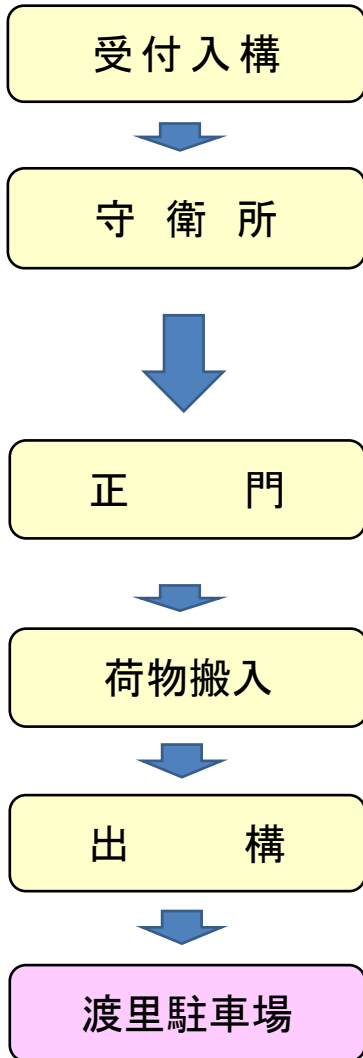 受付入構
守 衛 所
正 門
荷物搬入
出 構
渡里駐車場